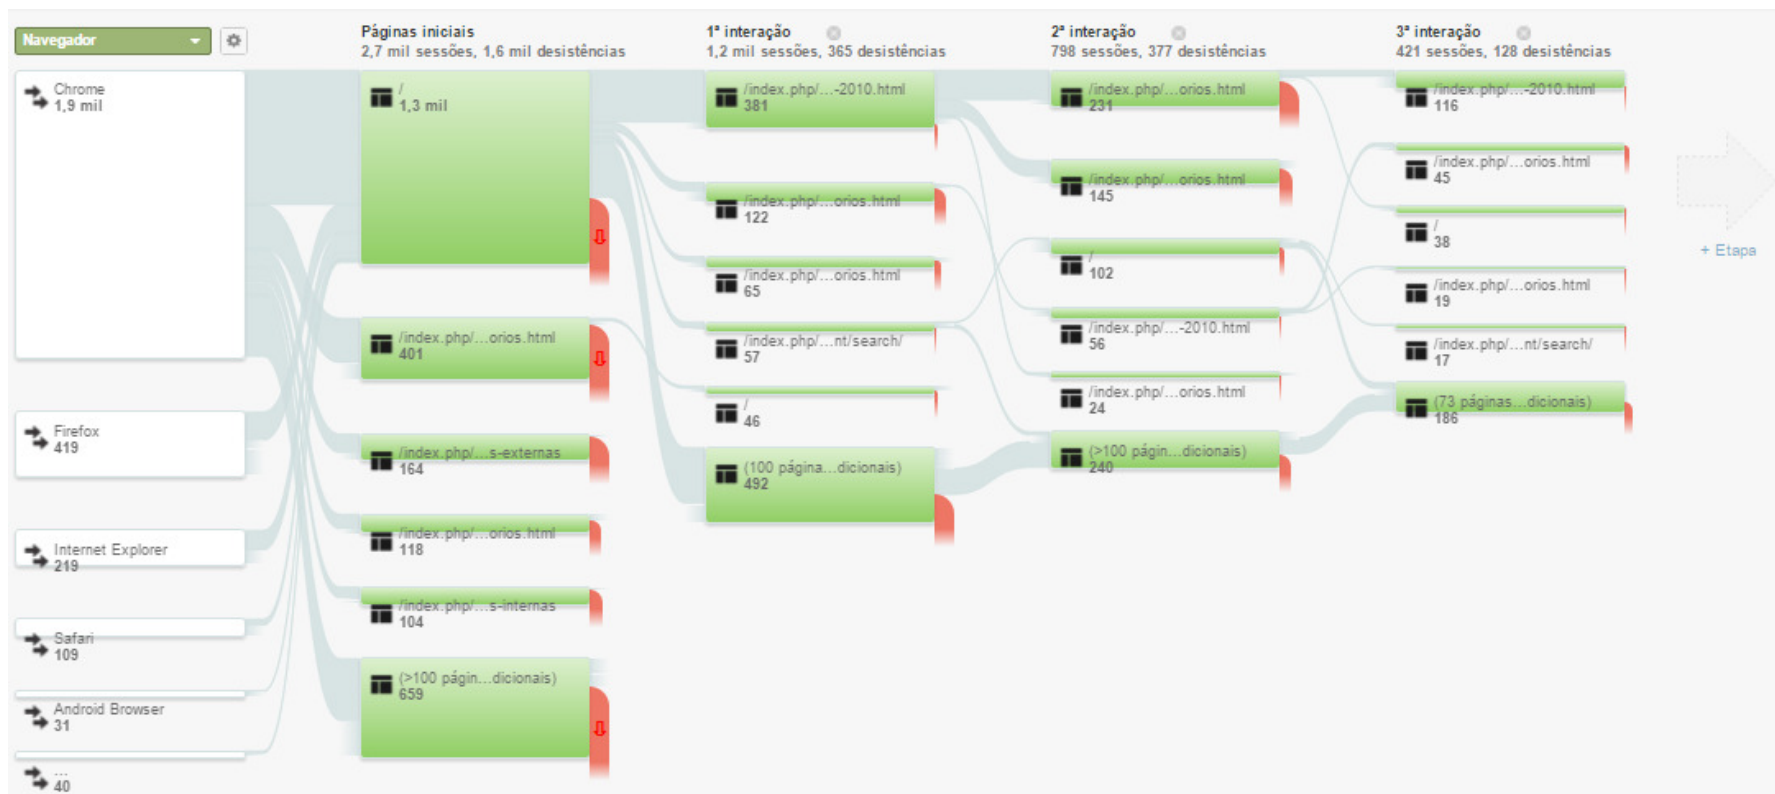 Navegador
Chrome
1,9 mil
Firefox
419
Internet Explorer
219
Safari
109
Android Browser
31
...
40
Páginas iniciais
2,7 mil sessões, 1,6 mil desistências
/
1,3 mil
/index.php/...orios.html
401
/index.php/...s-externas
164
/index.php/...orios.html
118
/index.php/...s-internas
104
(>100 págin...dicionais)
659
1ª interação
1,2 mil sessões, 365 desistências
/index.php/...-2010.html
381
/index.php/...orios.html
122
/index.php/...orios.html
65
/index.php/...nt/search/
57
/
46
(100 página...dicionais)
492
2ª interação
798 sessões, 377 desistências
/index.php/...orios.html
231
/index.php/...orios.html
145
/
102
/index.php/...-2010.html
56
/index.php/...orios.html
24
(>100 págin...dicionais)
240
3ª interação
421 sessões, 128 desistências
/index.php/...-2010.html
116
/index.php/...orios.html
45
/
38
/index.php/...orios.html
19
/index.php/...nt/search/
17
(73 páginas...dicionais)
186
+ Etapa